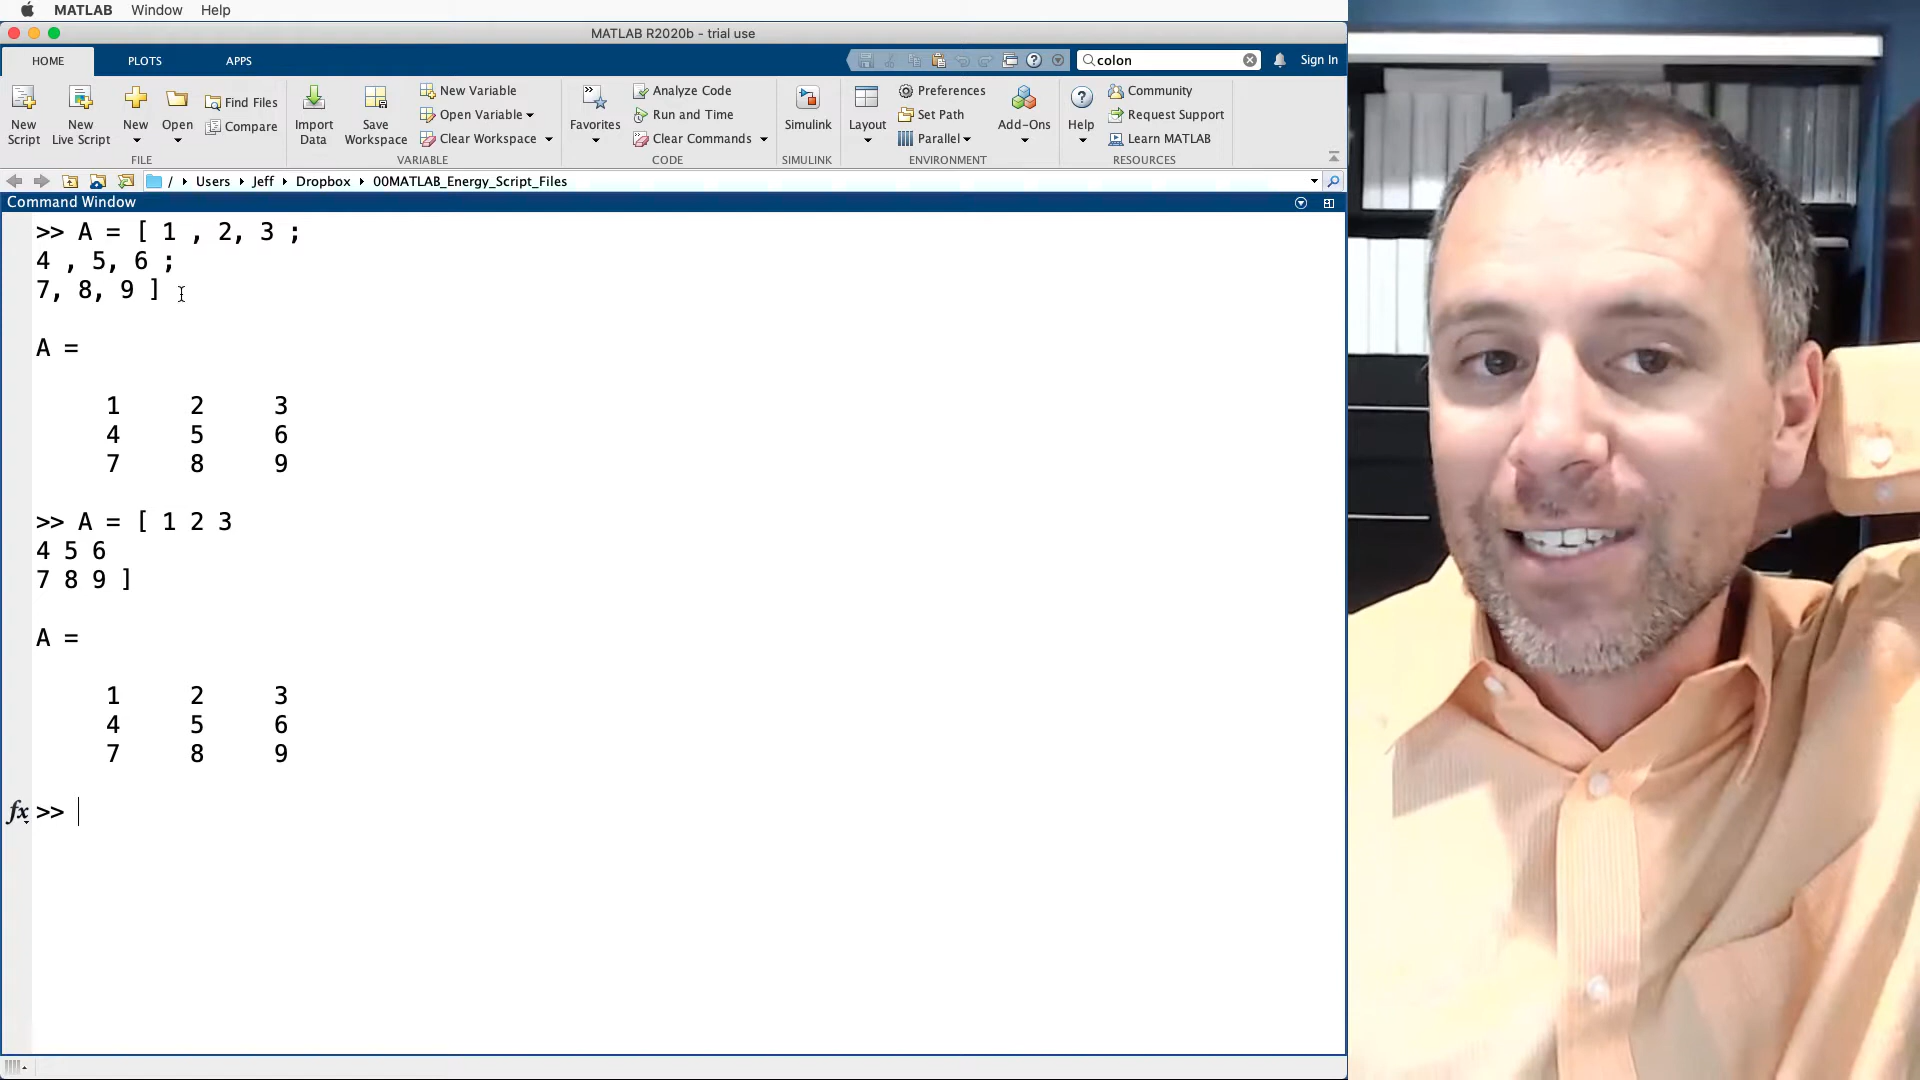 MATLAB Window Help
MATLAB R2020b - trial use
HOME PLOTS APPS
colon
Sign In
New Script
New Live Script
New
Open
Find Files
Compare
FILE
Import Data
Save Workspace
New Variable
Open Variable
Clear Workspace
VARIABLE
Favorites
Analyze Code
Run and Time
Clear Commands
CODE
Simulink
SIMULINK
Layout
Preferences
Set Path
Parallel
Add-Ons
ENVIRONMENT
Help
Community
Request Support
Learn MATLAB
RESOURCES
/ Users Jeff Dropbox 00MATLAB_Energy_Script_Files
Command Window
>> A = [ 1 , 2, 3 ;
4 , 5, 6 ;
7, 8, 9 ]
A =
1 2 3
4 5 6
7 8 9
>> A = [ 1 2 3
4 5 6
7 8 9 ]
A =
1 2 3
4 5 6
7 8 9
fx >>